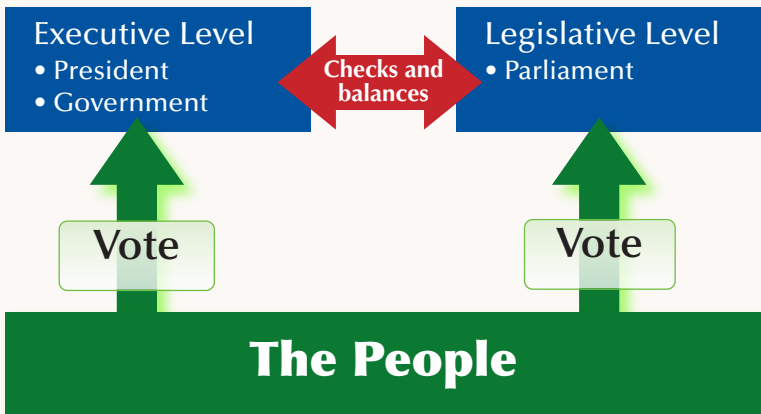 Executive Level
• President
• Government
Checks and
balances
Legislative Level
• Parliament
Vote
Vote
The People